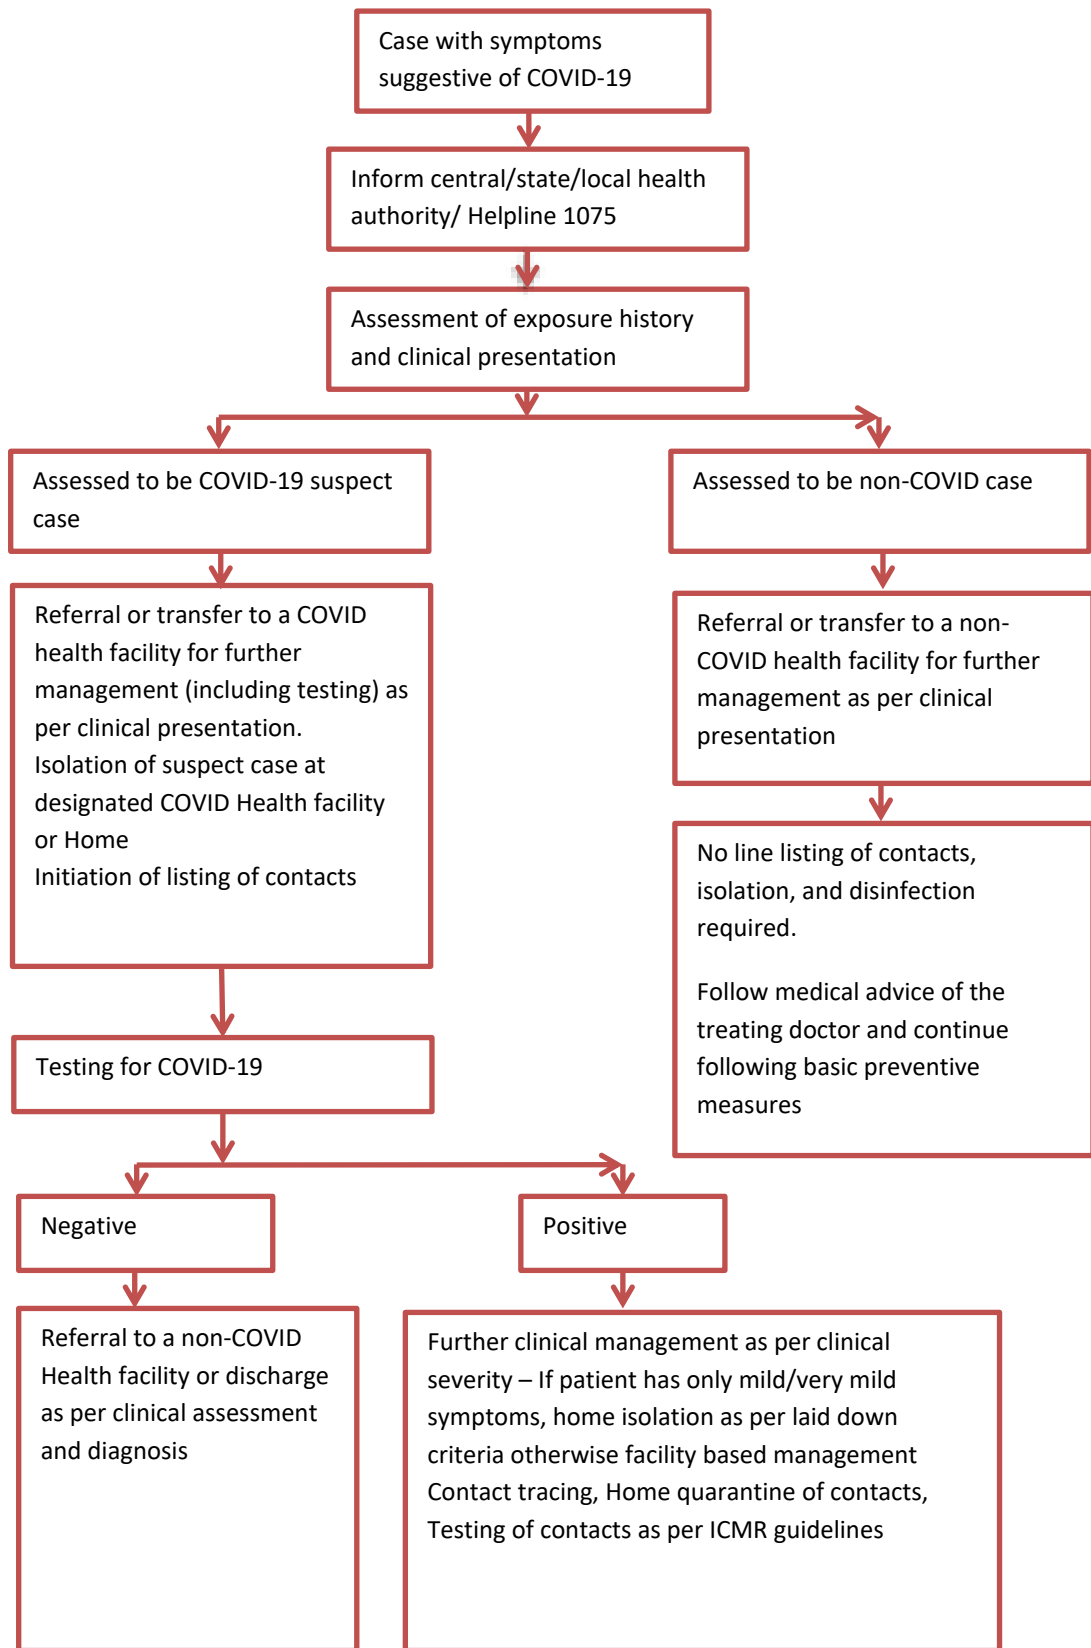 Case with symptoms
suggestive of COVID-19
Inform central/state/local health
authority/ Helpline 1075
Assessment of exposure history
and clinical presentation
Assessed to be COVID-19 suspect
case
Assessed to be non-COVID case
Referral or transfer to a COVID
health facility for further
management (including testing) as
per clinical presentation.
Isolation of suspect case at
designated COVID Health facility
or Home
Initiation of listing of contacts
Referral or transfer to a non-
COVID health facility for further
management as per clinical
presentation
No line listing of contacts,
isolation, and disinfection
required.
Follow medical advice of the
treating doctor and continue
following basic preventive
measures
Testing for COVID-19
Negative
Positive
Referral to a non-COVID
Health facility or discharge
as per clinical assessment
and diagnosis
Further clinical management as per clinical
severity – If patient has only mild/very mild
symptoms, home isolation as per laid down
criteria otherwise facility based management
Contact tracing, Home quarantine of contacts,
Testing of contacts as per ICMR guidelines